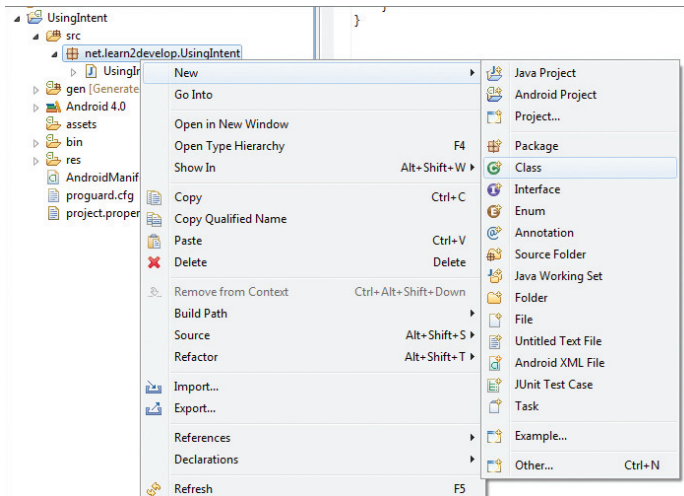 UsingIntent
src
net.learn2develop.UsingIntent
UsingIn
gen [Generate
Android 4.0
assets
bin
res
AndroidManif
proguard.cfg
project.proper
}
New
Go Into
Open in New Window
Open Type Hierarchy F4
Show In Alt+Shift+W
Copy Ctrl+C
Copy Qualified Name
Paste Ctrl+V
Delete Delete
Remove from Context Ctrl+Alt+Shift+Down
Build Path
Source Alt+Shift+S
Refactor Alt+Shift+T
Import...
Export...
References
Declarations
Refresh F5
Java Project
Android Project
Project...
Package
Class
Interface
Enum
Annotation
Source Folder
Java Working Set
Folder
File
Untitled Text File
Android XML File
JUnit Test Case
Task
Example...
Other... Ctrl+N